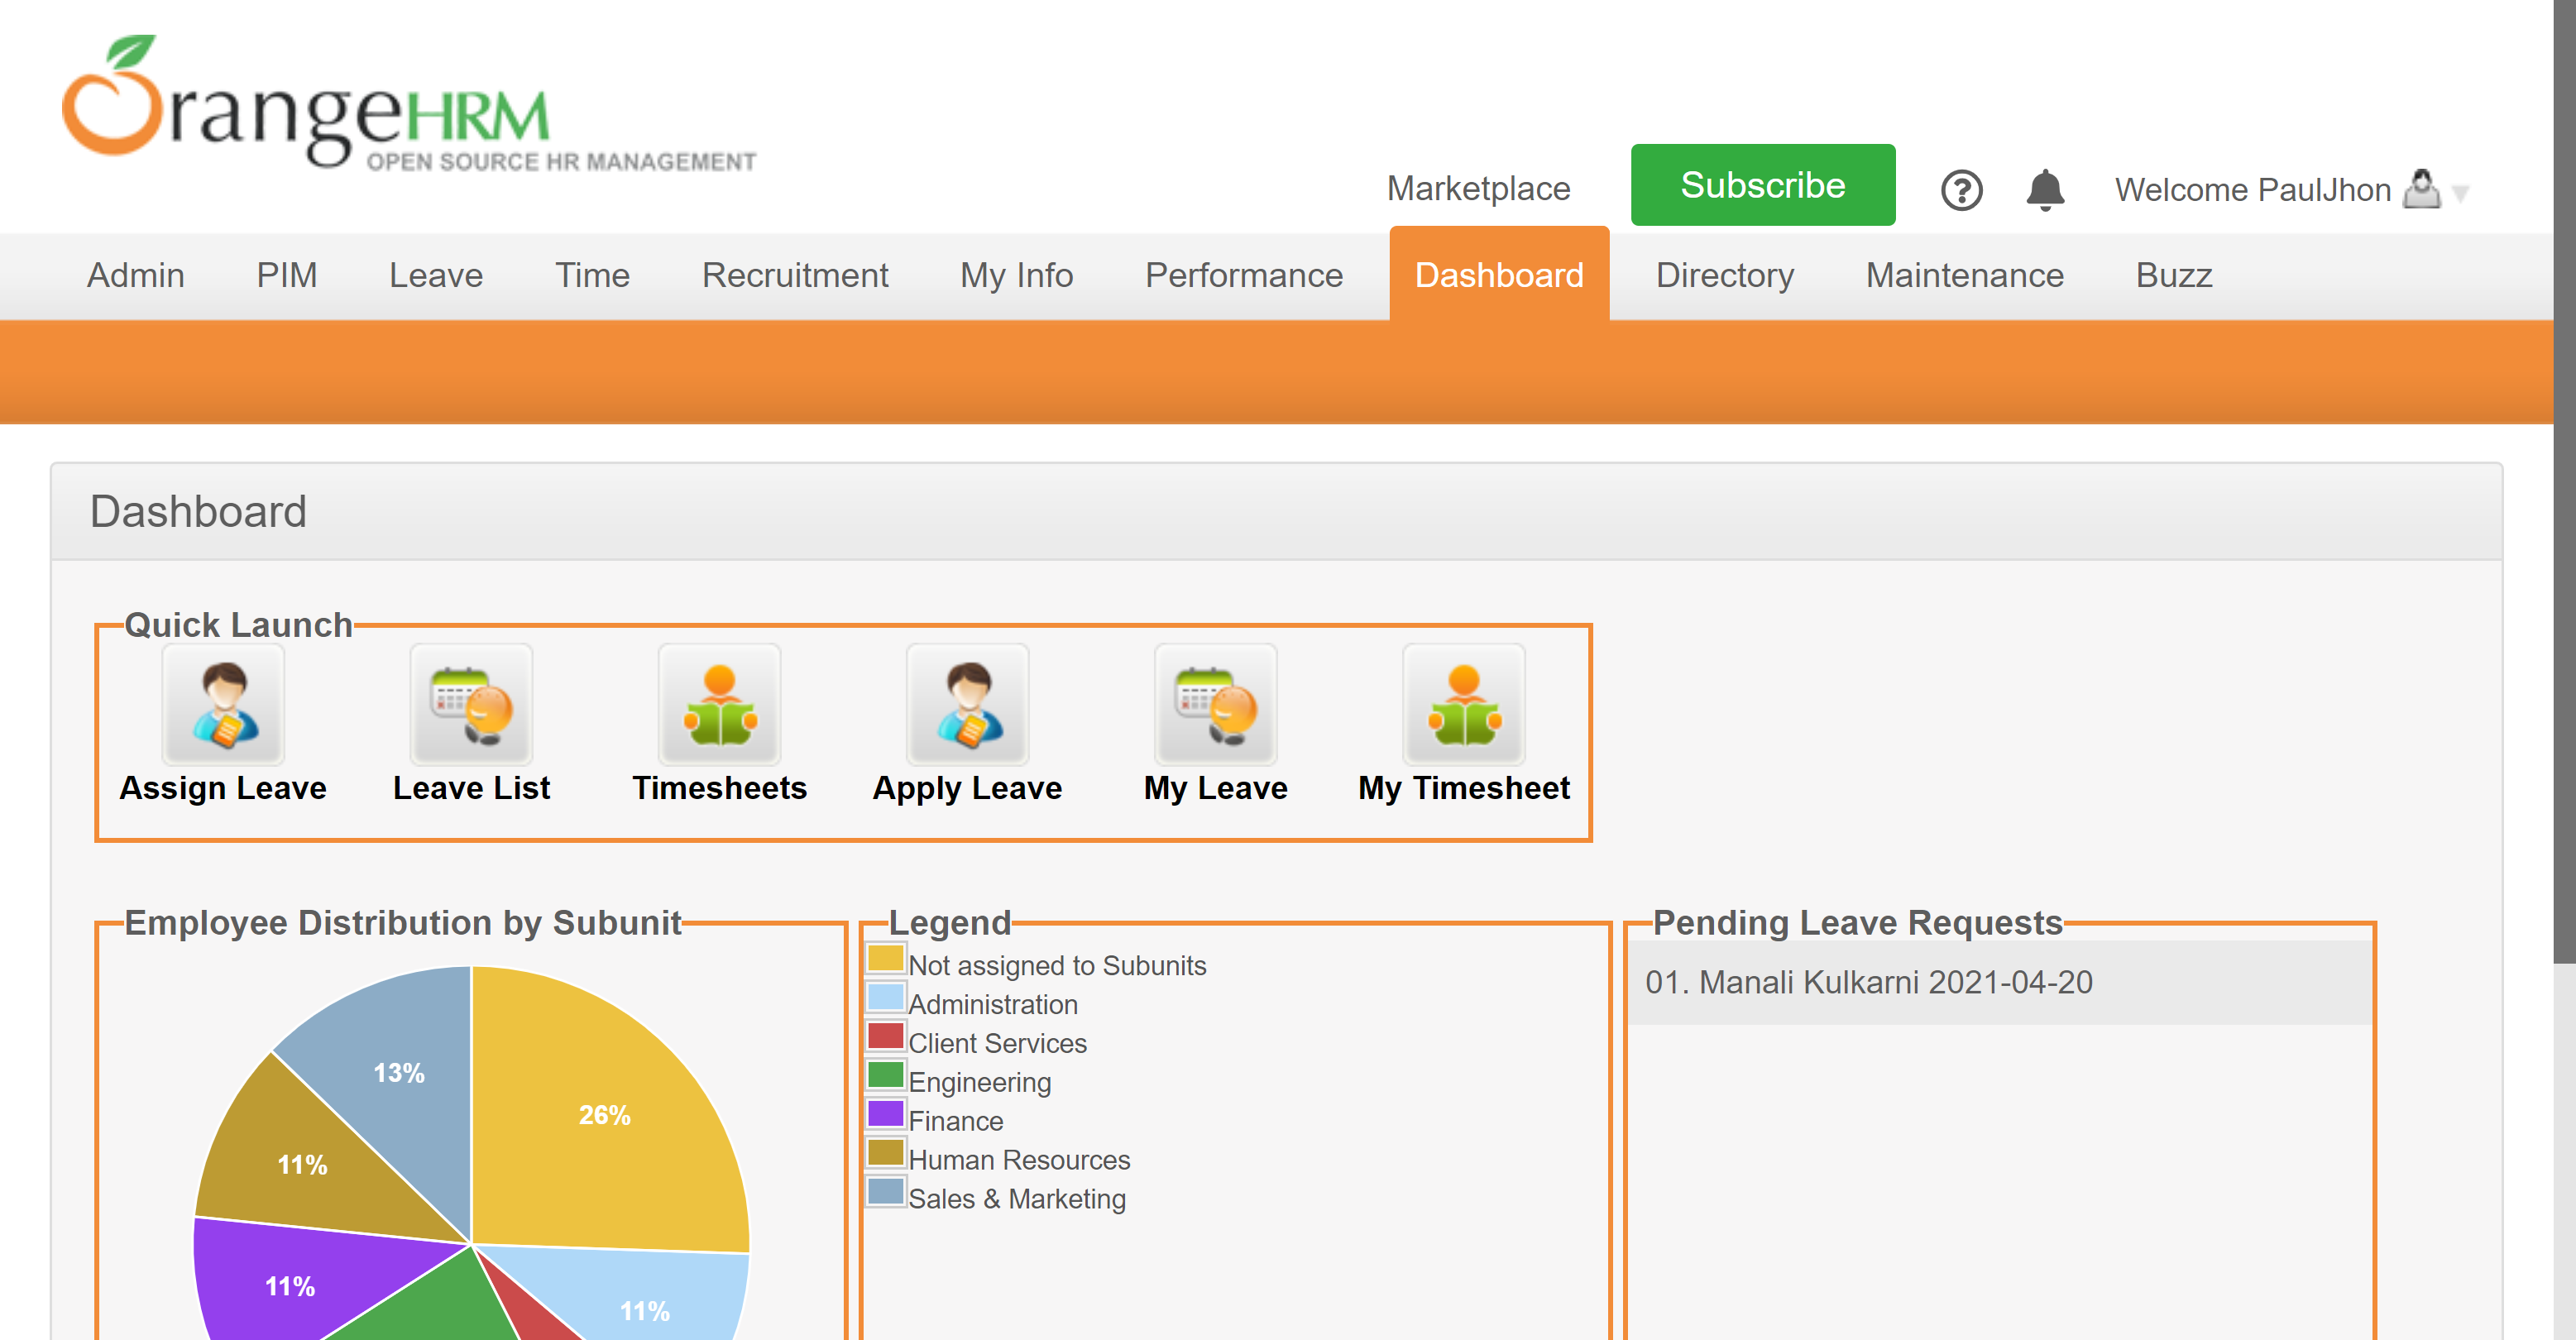 OrangeHRM
OPEN SOURCE HR MANAGEMENT
Marketplace
Subscribe
?
Welcome PaulJhon
Admin PIM Leave Time Recruitment My Info Performance Dashboard Directory Maintenance Buzz
Dashboard
Quick Launch
Assign Leave Leave List Timesheets Apply Leave My Leave My Timesheet
Employee Distribution by Subunit
13%
26%
11%
11%
11%
Legend
Not assigned to Subunits
Administration
Client Services
Engineering
Finance
Human Resources
Sales & Marketing
Pending Leave Requests
01. Manali Kulkarni 2021-04-20